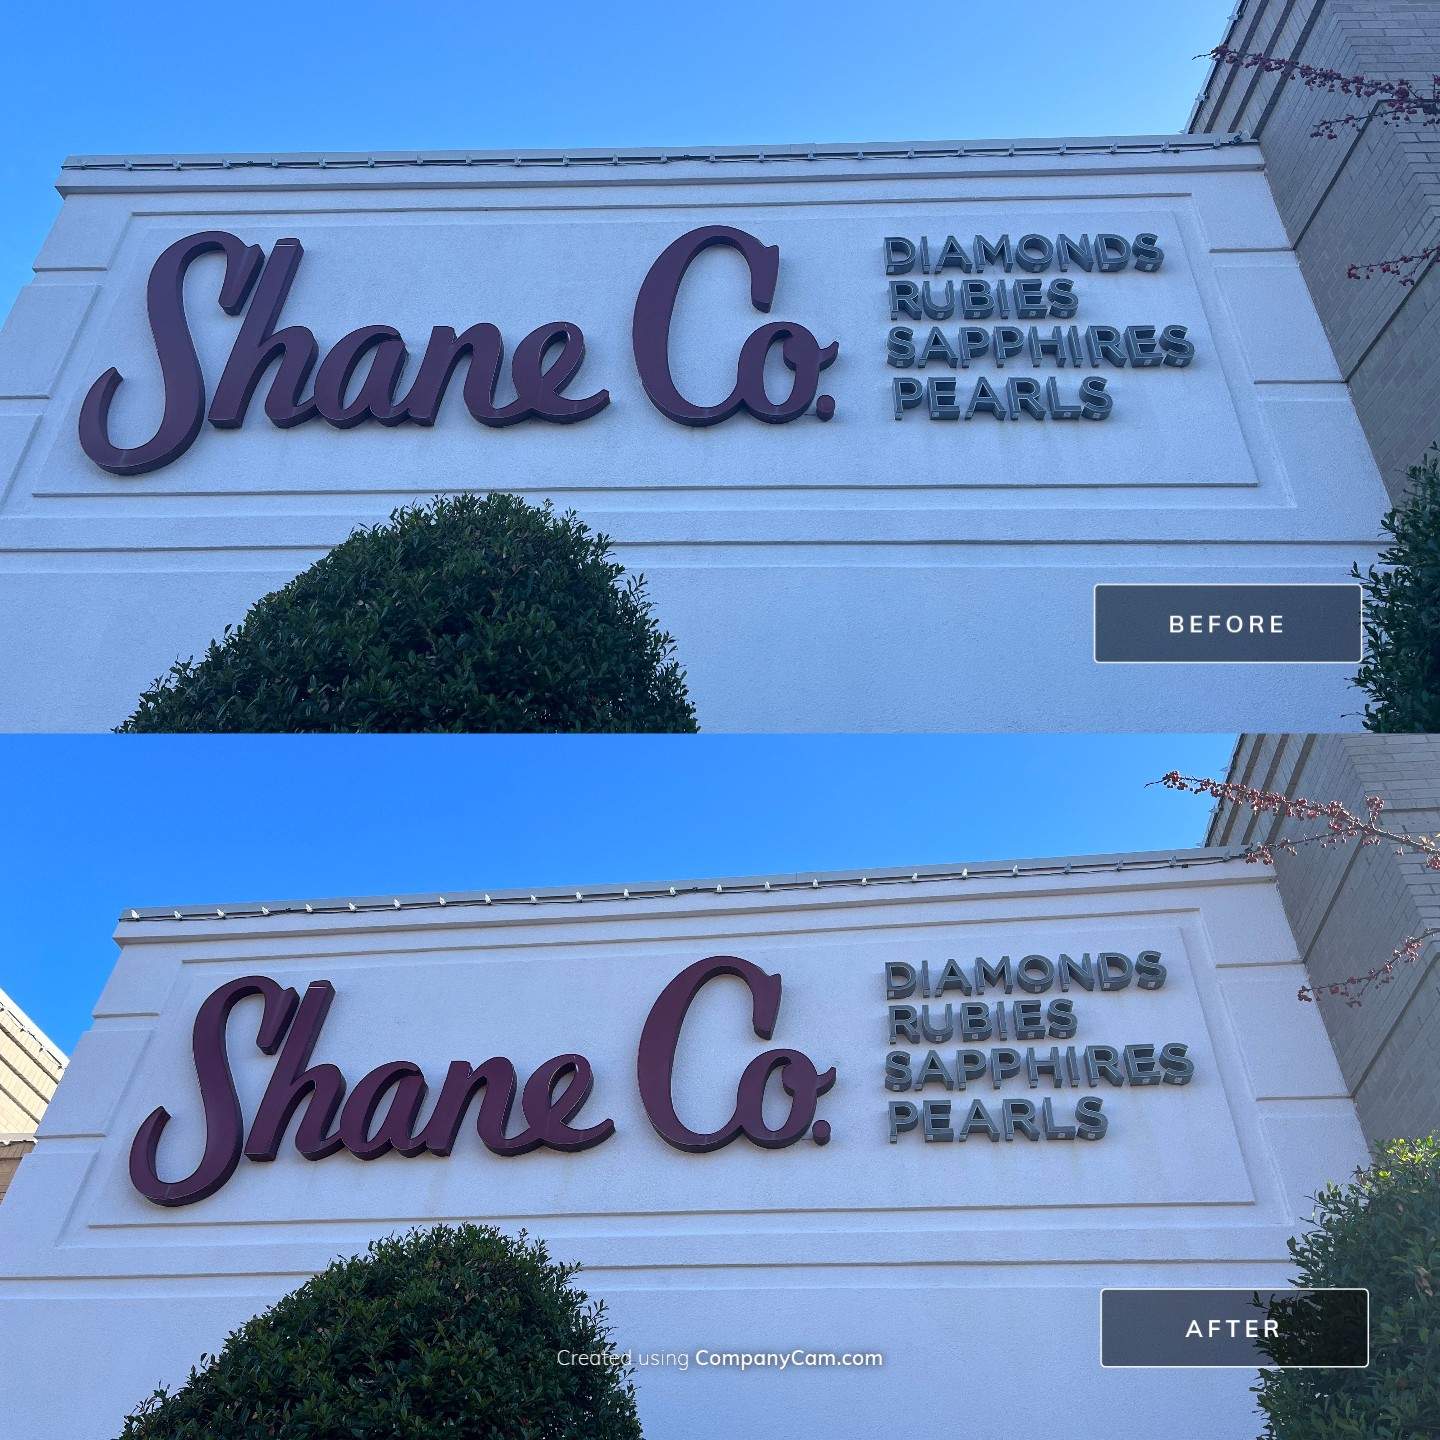 Shane Co.
DIAMONDS
RUBIES
SAPPHIRES
PEARLS
BEFORE
Shane Co.
DIAMONDS
RUBIES
SAPPHIRES
PEARLS
AFTER
Created using CompanyCam.com